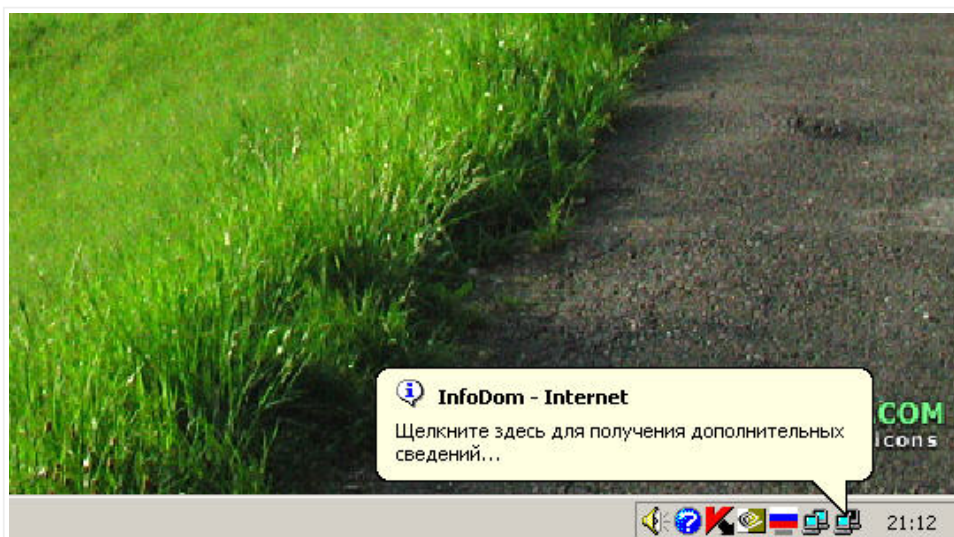 InfoDom - Internet
Щелкните здесь для получения дополнительных
сведений...
.COM
icons
21:12